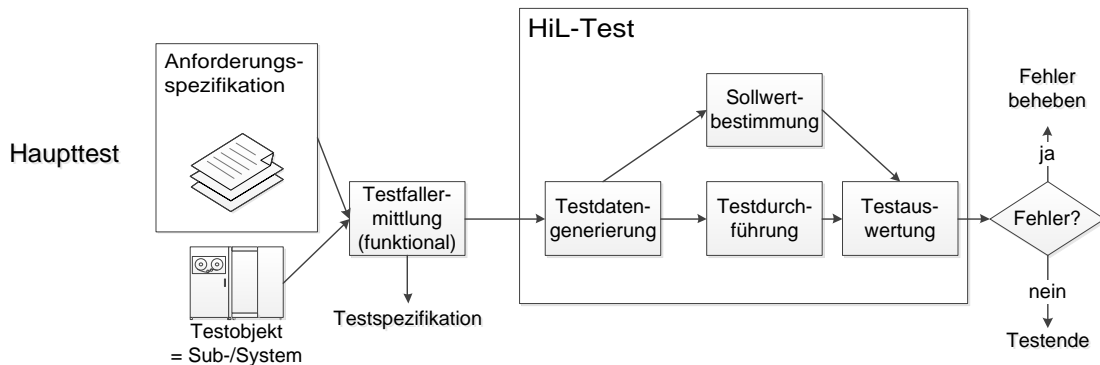 HiL-Test
Anforderungs-
spezifikation
Haupttest
Testfaller-
mittlung
(funktional)
Testspezifikation
Testobjekt
= Sub-/System
Sollwert-
bestimmung
Testdaten-
generierung
Testdurch-
führung
Testaus-
wertung
Fehler
beheben
ja
Fehler?
nein
Testende